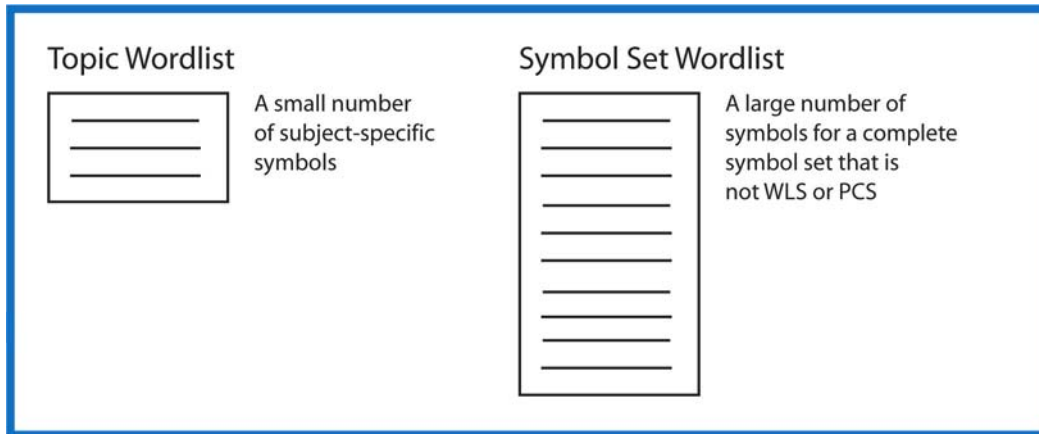 Topic Wordlist
A small number
of subject-specific
symbols
Symbol Set Wordlist
A large number of
symbols for a complete
symbol set that is
not WLS or PCS